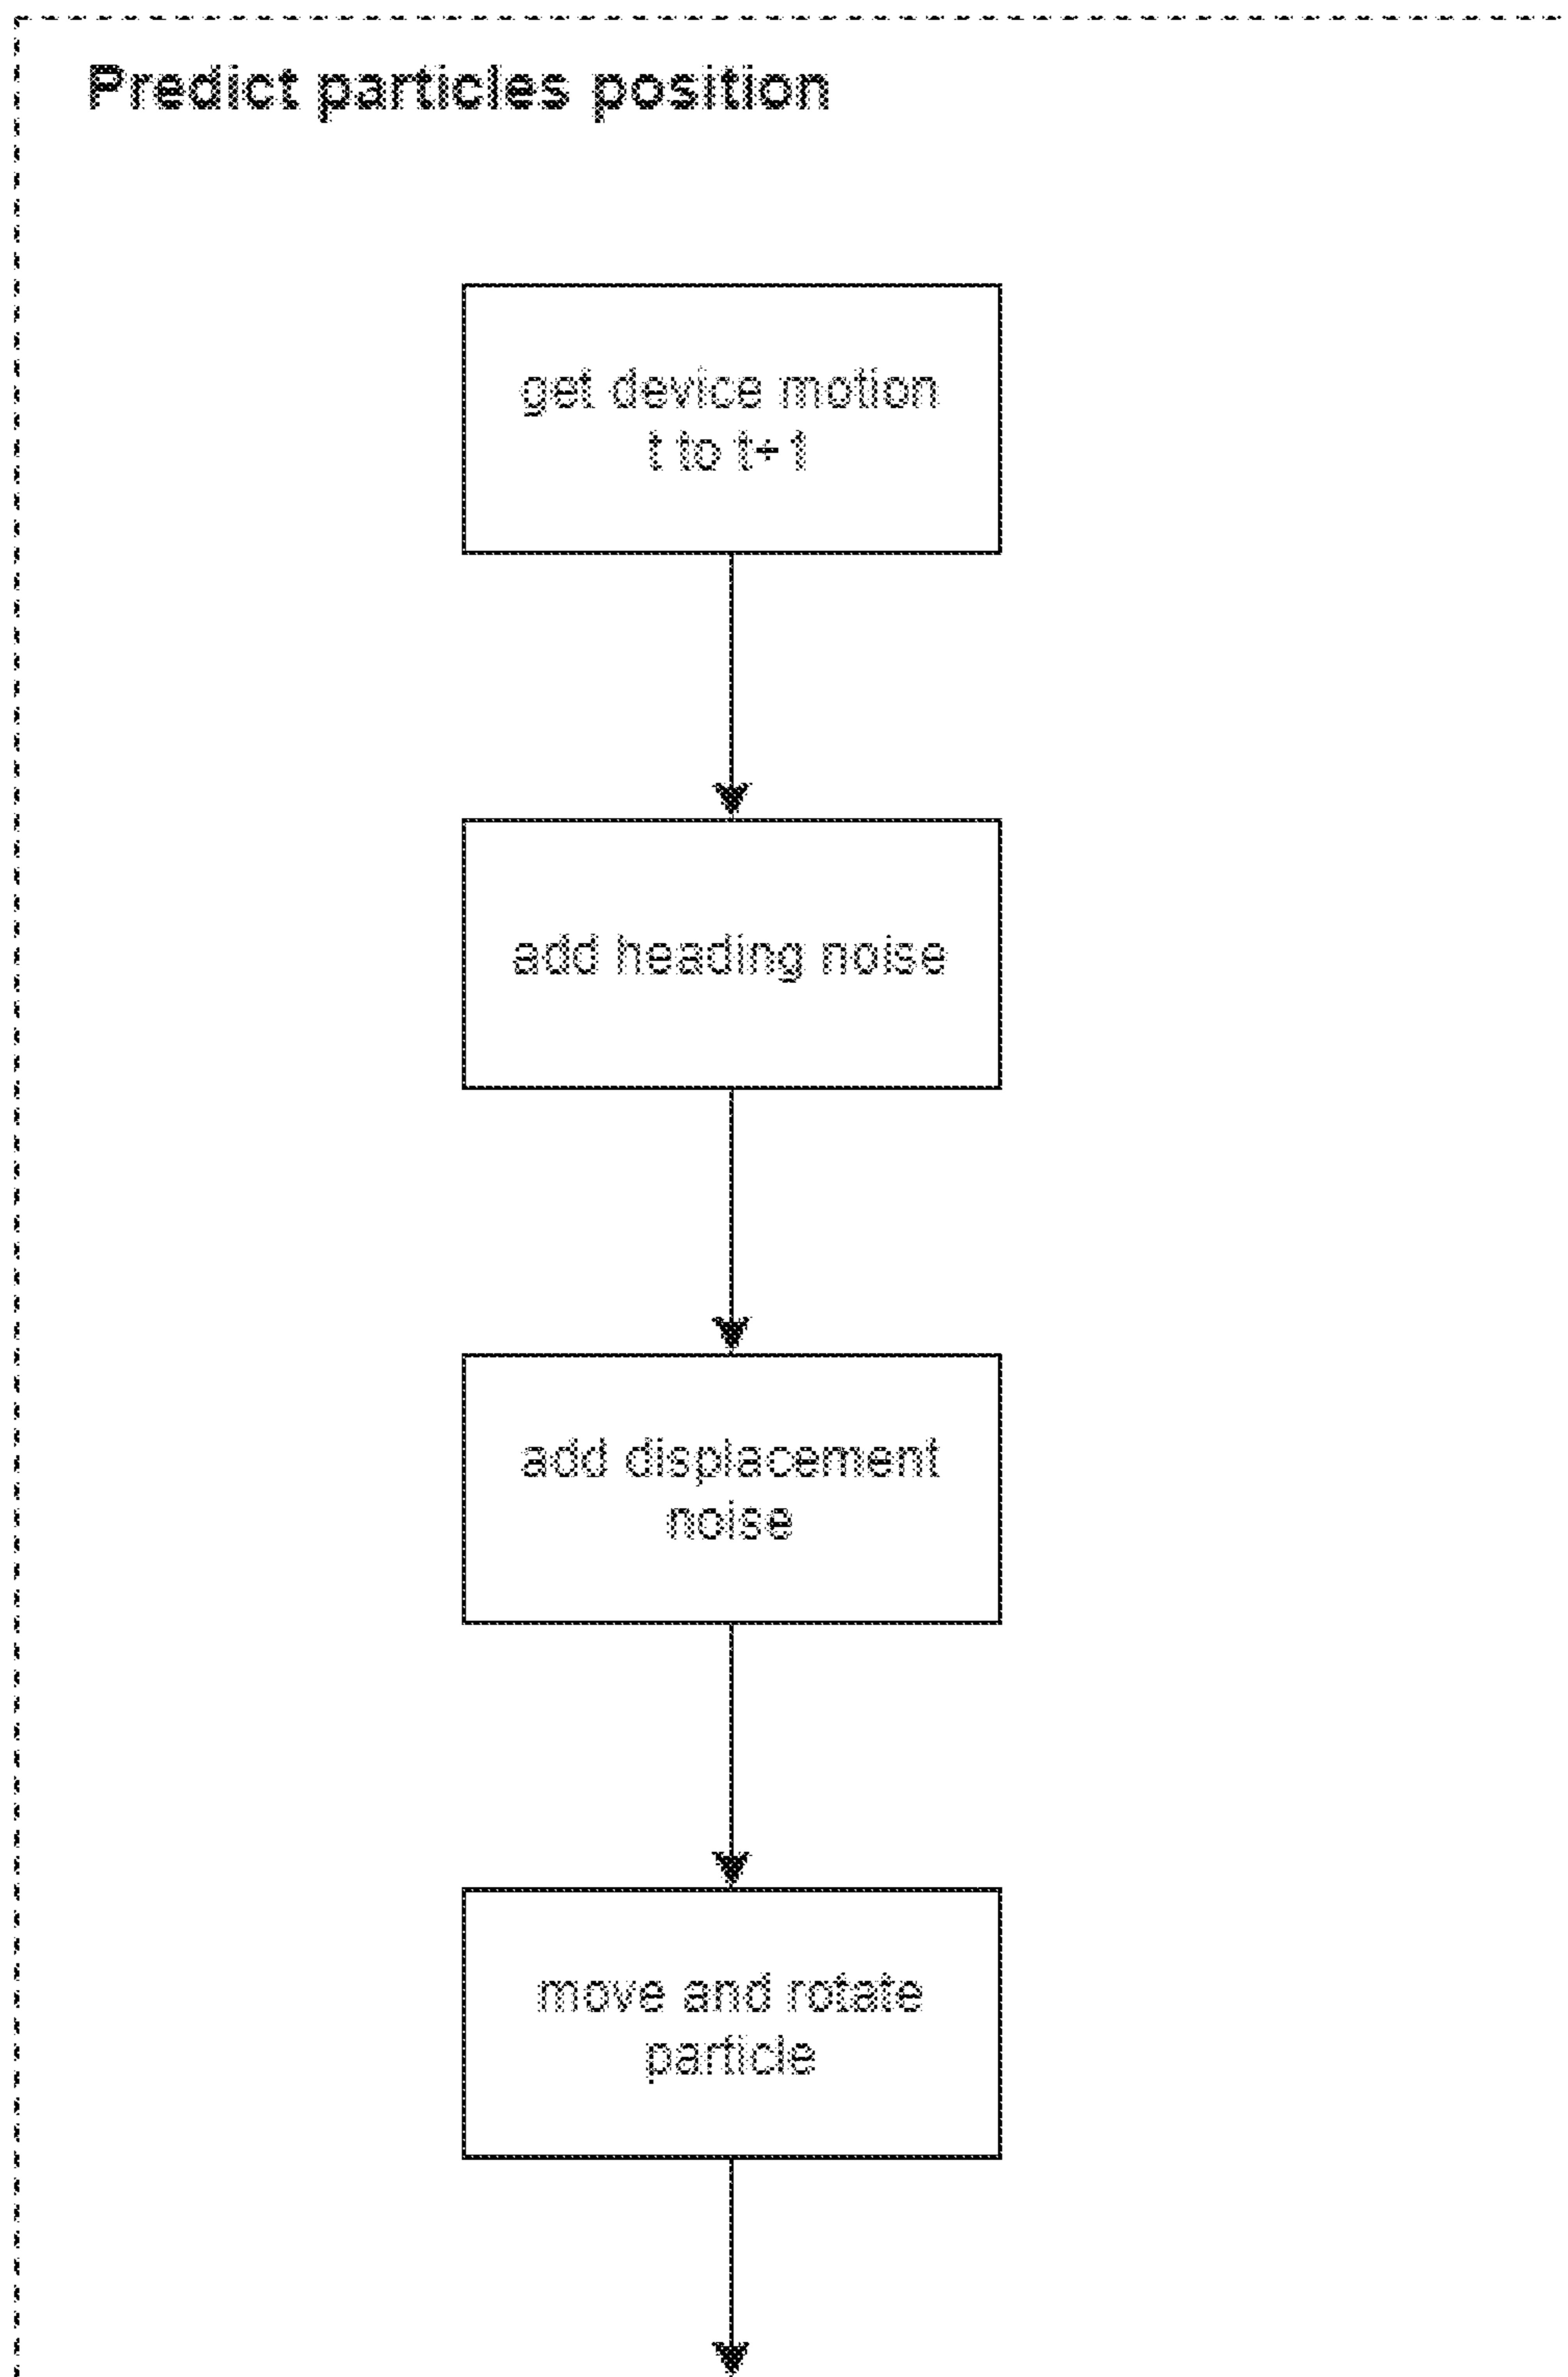 Predict particles position
get device motion
t to t+1
add heading noise
add displacement
noise
move and rotate
particle